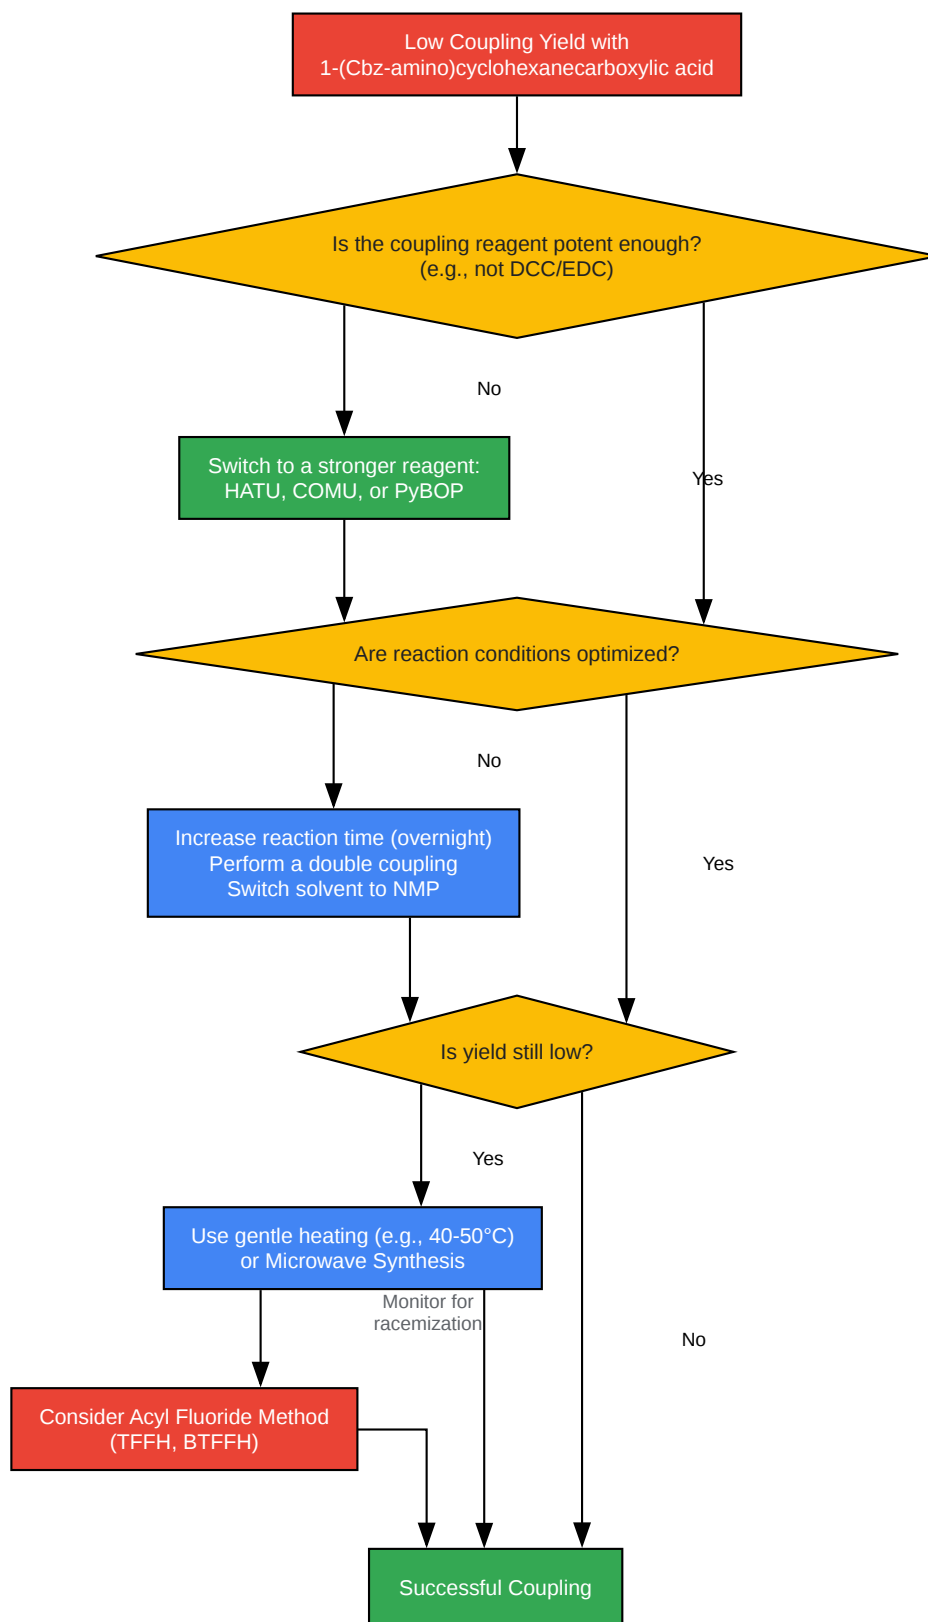 Low Coupling Yield with
1-(Cbz-amino)cyclohexanecarboxylic acid
Is the coupling reagent potent enough?
(e.g., not DCC/EDC)
No
Switch to a stronger reagent:
HATU, COMU, or PyBOP
Yes
Are reaction conditions optimized?
No
Increase reaction time (overnight)
Perform a double coupling
Switch solvent to NMP
Yes
Is yield still low?
Yes
Use gentle heating (e.g., 40-50°C)
or Microwave Synthesis
Monitor for
racemization
No
Consider Acyl Fluoride Method
(TFFH, BTFFH)
Successful Coupling